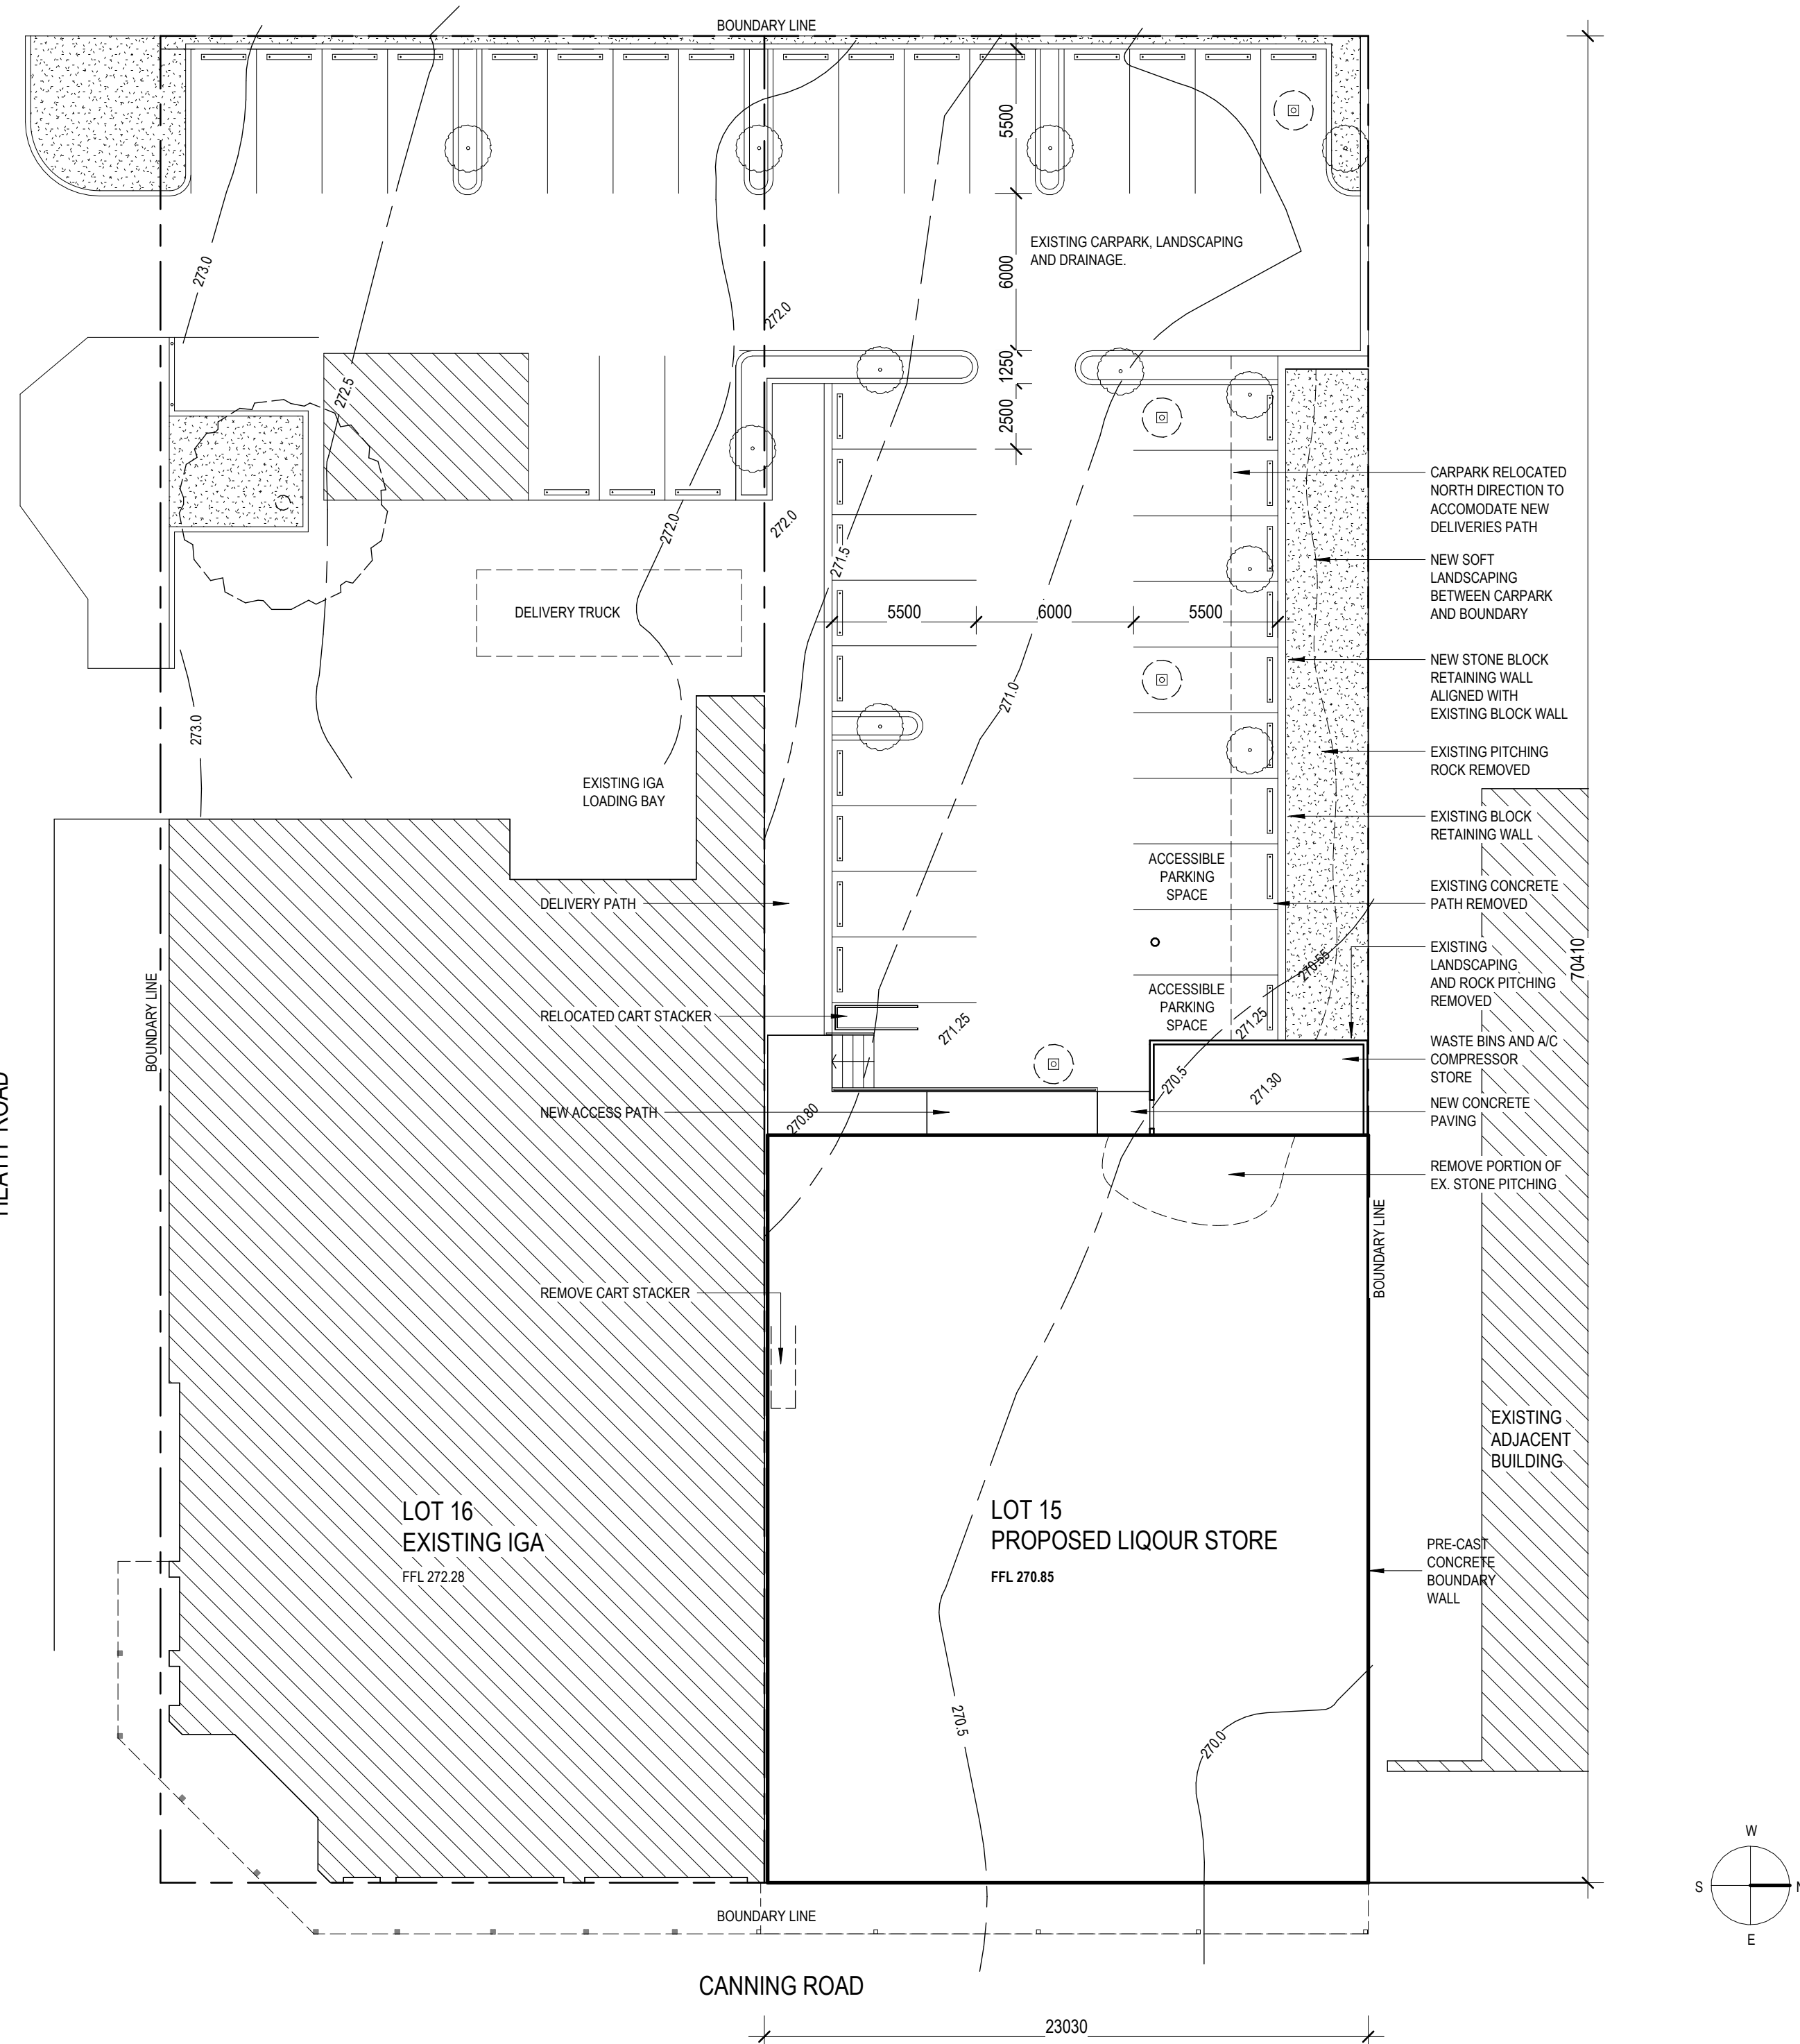 BOUNDARY LINE
5500
EXISTING CARPARK, LANDSCAPING
AND DRAINAGE.
6000
273.0
272.0
1250
272.5
2500
CARPARK RELOCATED
NORTH DIRECTION TO
ACCOMODATE NEW
DELIVERIES PATH
272.0
272.0
271.5
NEW SOFT
LANDSCAPING
BETWEEN CARPARK
AND BOUNDARY
DELIVERY TRUCK
5500
6000
5500
NEW STONE BLOCK
RETAINING WALL
ALIGNED WITH
EXISTING BLOCK WALL
271.0
273.0
EXISTING PITCHING
ROCK REMOVED
EXISTING IGA
LOADING BAY
EXISTING BLOCK
RETAINING WALL
ACCESSIBLE
PARKING
SPACE
EXISTING CONCRETE
PATH REMOVED
DELIVERY PATH
70410
EXISTING
LANDSCAPING
AND ROCK PITCHING
REMOVED
270.55
BOUNDARY LINE
ACCESSIBLE
PARKING
SPACE
RELOCATED CART STACKER
271.25
271.25
WASTE BINS AND A/C
COMPRESSOR
STORE
270.5
271.30
NEW ACCESS PATH
270.80
NEW CONCRETE
PAVING
HEATH ROAD
REMOVE PORTION OF
EX. STONE PITCHING
BOUNDARY LINE
REMOVE CART STACKER
EXISTING
ADJACENT
BUILDING
LOT 16
EXISTING IGA
FFL 272.28
LOT 15
PROPOSED LIQOUR STORE
FFL 270.85
PRE-CAST
CONCRETE
BOUNDARY
WALL
270.5
270.0
W
S
N
E
BOUNDARY LINE
CANNING ROAD
23030